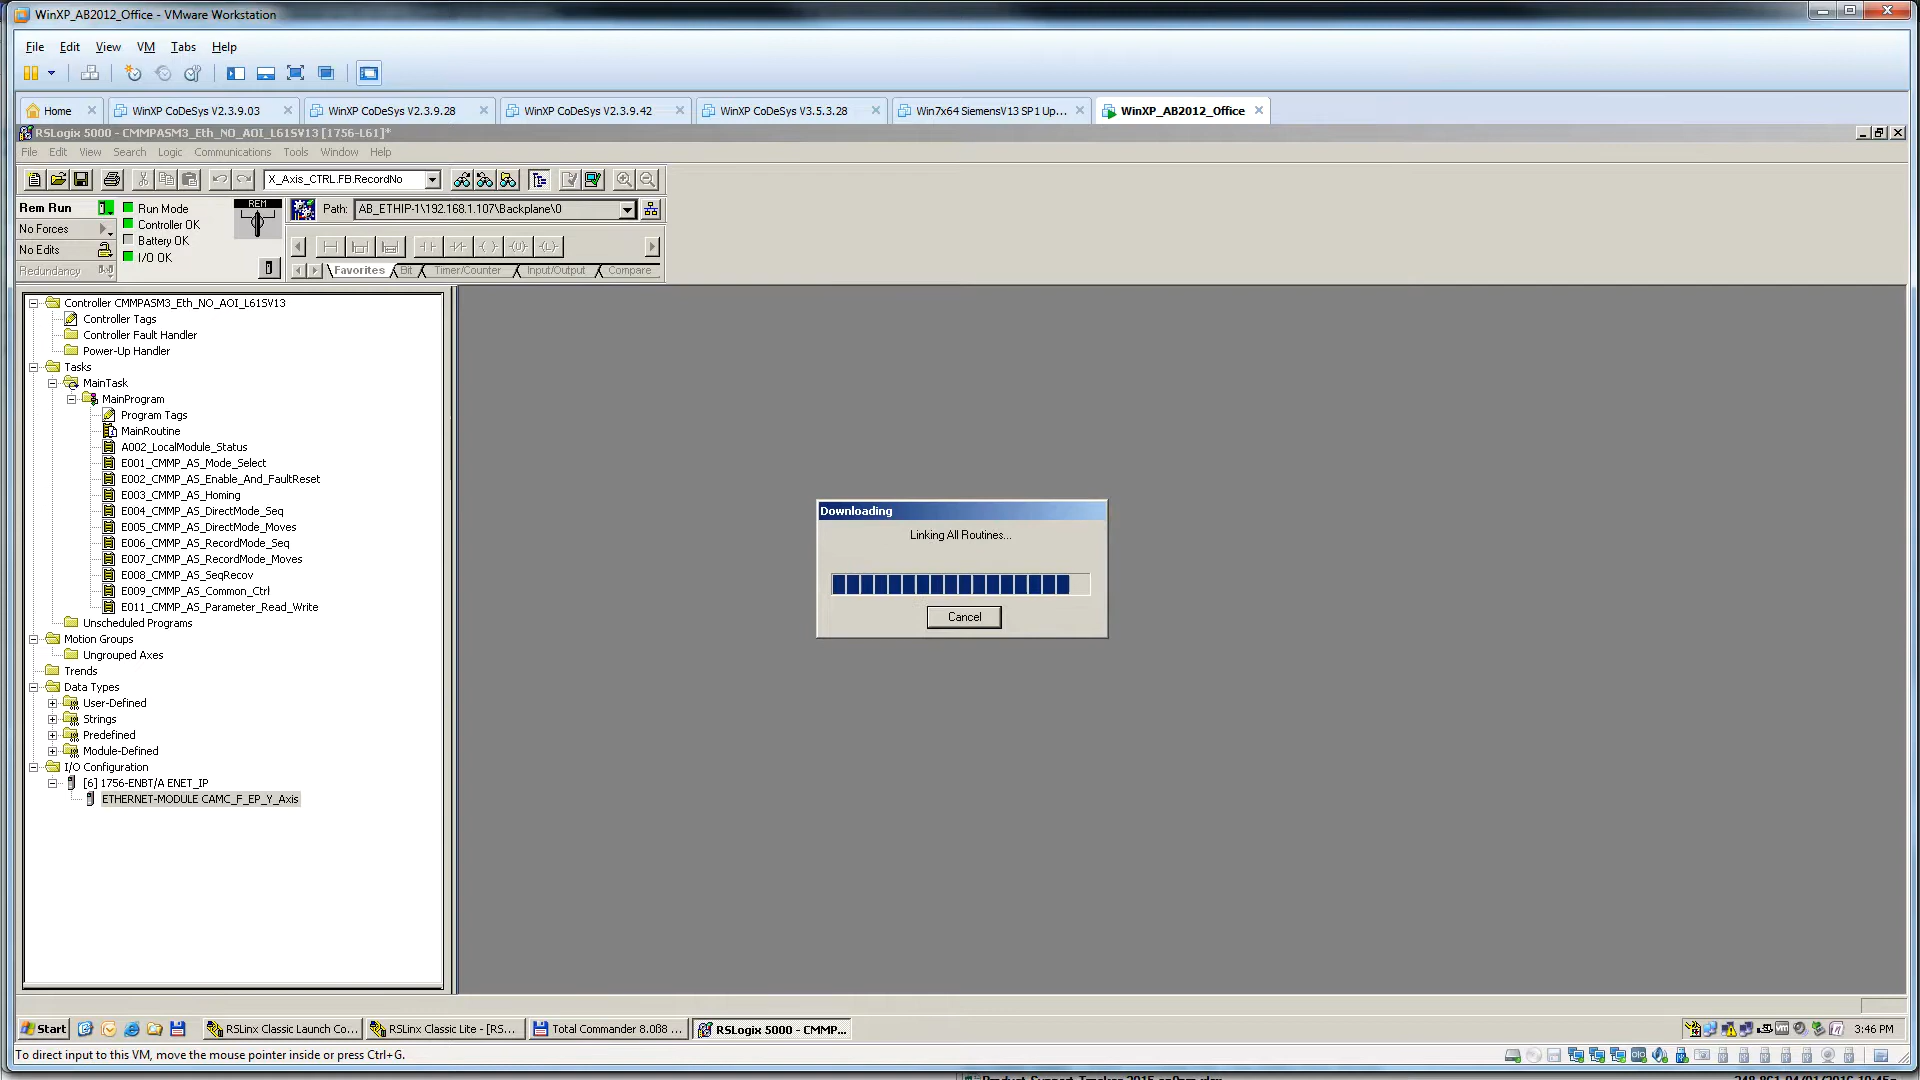 WinXP_AB2012_Office - VMware Workstation
File Edit View VM Tabs Help
Home WinXP CoDeSys V2.3.9.03 WinXP CoDeSys V2.3.9.28 WinXP CoDeSys V2.3.9.42 WinXP CoDeSys V3.5.3.28 Win7x64 SiemensV13 SP1 Up... WinXP_AB2012_Office
RSLogix 5000 - CMMPASM3_Eth_NO_AOI_L61SV13 [1756-L61]*
File Edit View Search Logic Communications Tools Window Help
X_Axis_CTRL.FB.RecordNo
Rem Run Run Mode REM Path: AB_ETHIP-1\192.168.1.107\Backplane\0
No Forces Controller OK
No Edits Battery OK
Redundancy I/O OK
Favorites Bit Timer/Counter Input/Output Compare
Controller CMMPASM3_Eth_NO_AOI_L61SV13
Controller Tags
Controller Fault Handler
Power-Up Handler
Tasks
MainTask
MainProgram
Program Tags
MainRoutine
A002_LocalModule_Status
E001_CMMP_AS_Mode_Select
E002_CMMP_AS_Enable_And_FaultReset
E003_CMMP_AS_Homing
E004_CMMP_AS_DirectMode_Seq
E005_CMMP_AS_DirectMode_Moves
E006_CMMP_AS_RecordMode_Seq
E007_CMMP_AS_RecordMode_Moves
E008_CMMP_AS_SeqRecov
E009_CMMP_AS_Common_Ctrl
E011_CMMP_AS_Parameter_Read_Write
Unscheduled Programs
Motion Groups
Ungrouped Axes
Trends
Data Types
User-Defined
Strings
Predefined
Module-Defined
I/O Configuration
[6] 1756-ENBT/A ENET_IP
ETHERNET-MODULE CAMC_F_EP_Y_Axis
Downloading
Linking All Routines...
Cancel
Start RSLinx Classic Launch Co... RSLinx Classic Lite - [RS... Total Commander 8.0ß8 ... RSLogix 5000 - CMMP... 3:46 PM
To direct input to this VM, move the mouse pointer inside or press Ctrl+G.